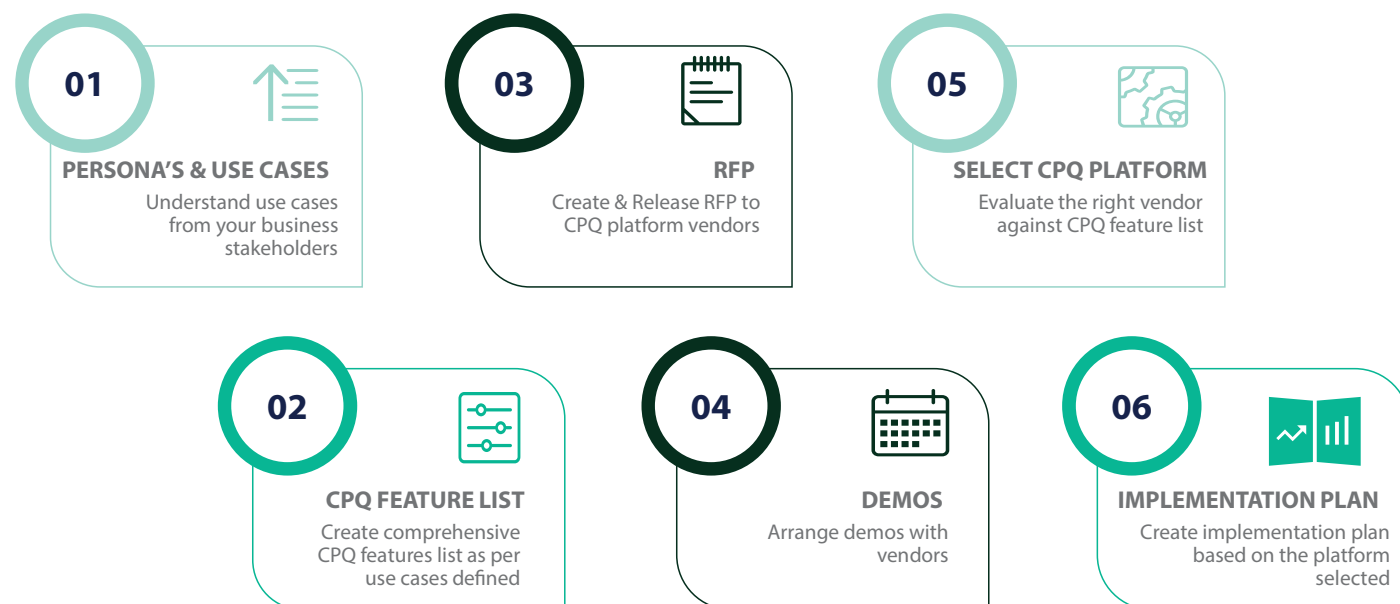 01
PERSONA’S & USE CASES
Understand use cases
from your business
stakeholders
02
CPQ FEATURE LIST
Create comprehensive
CPQ features list as per
use cases defined
03
RFP
Create & Release RFP to
CPQ platform vendors
04
DEMOS
Arrange demos with
vendors
05
SELECT CPQ PLATFORM
Evaluate the right vendor
against CPQ feature list
06
IMPLEMENTATION PLAN
Create implementation plan
based on the platform
selected